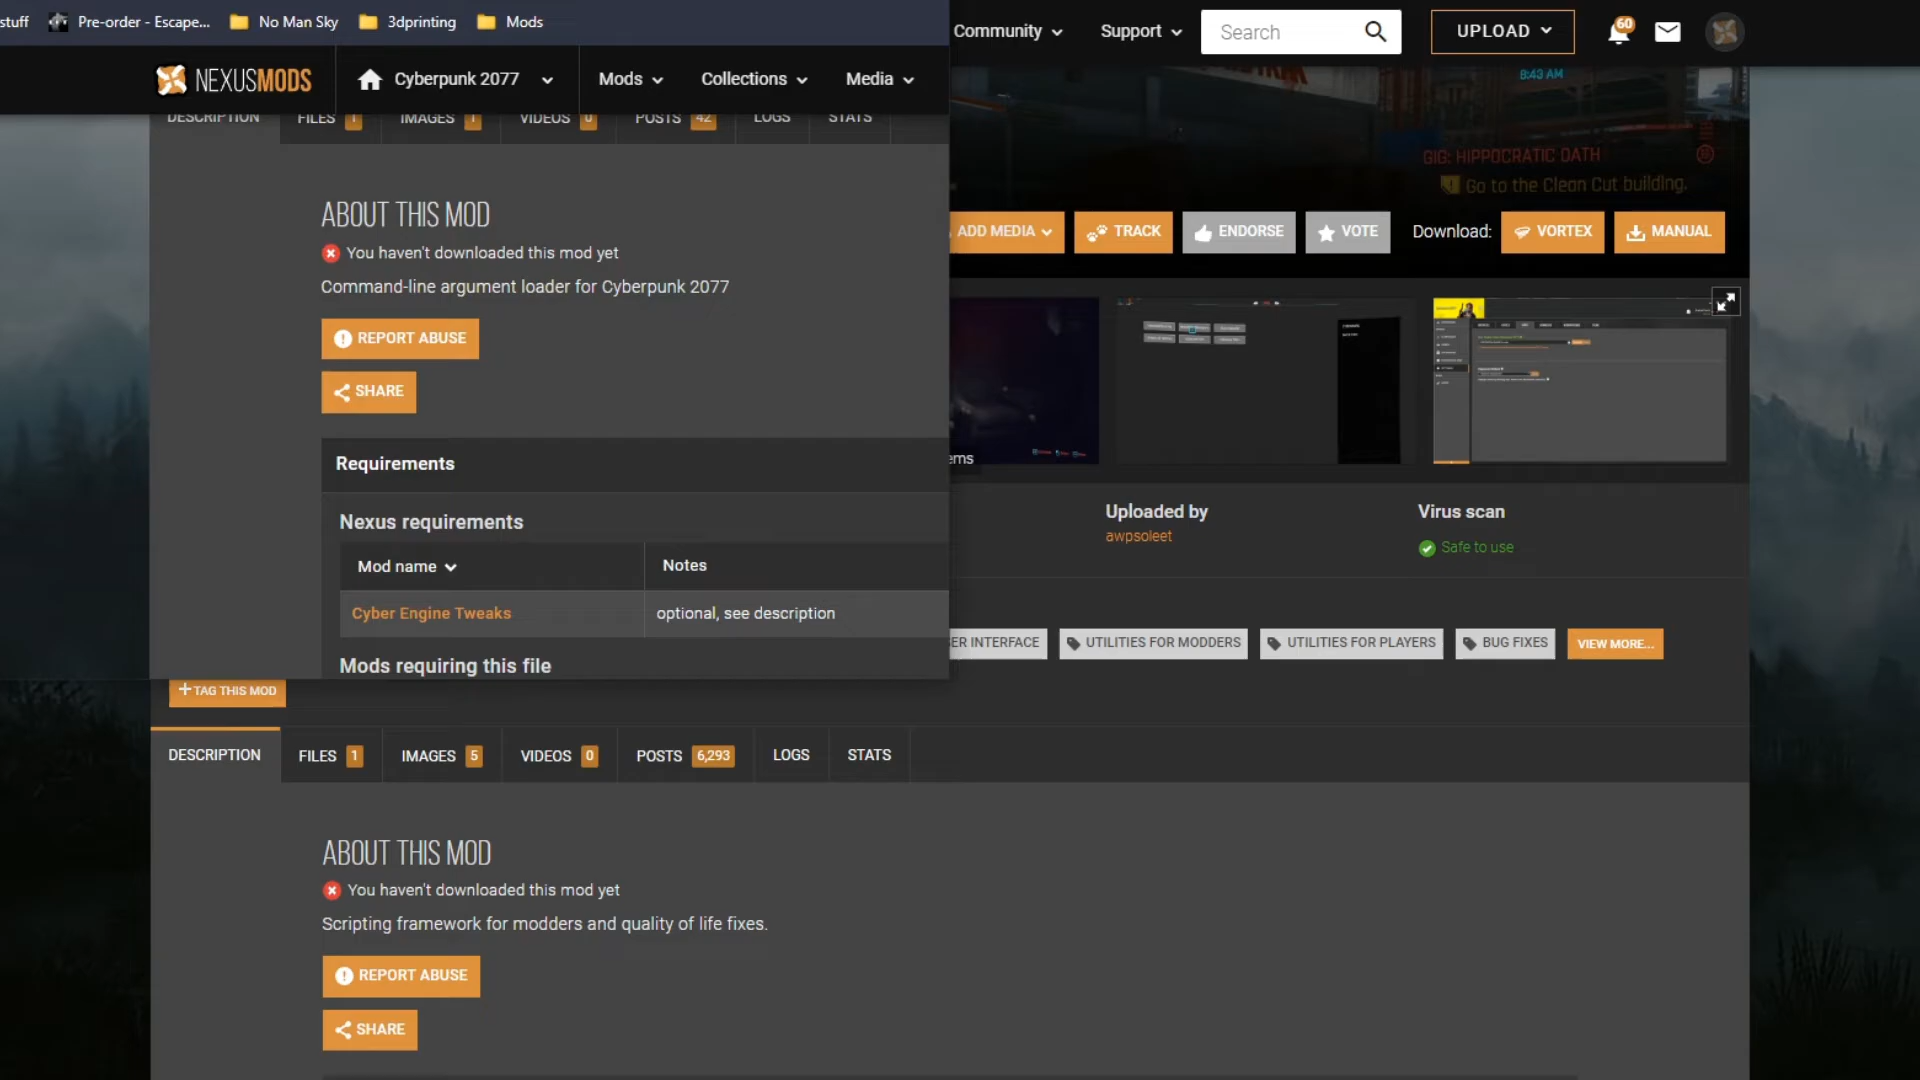 stuff Pre-order - Escape... No Man Sky 3dprinting Mods
Community Support Search UPLOAD 60
NEXUSMODS Cyberpunk 2077 Mods Collections Media
8:43 AM
DESCRIPTION FILES 1 IMAGES 1 VIDEOS 0 POSTS 42 LOGS STATS
GIG: HIPPOCRATIC OATH
Go to the Clean Cut building.
ABOUT THIS MOD
ADD MEDIA TRACK ENDORSE VOTE Download: VORTEX MANUAL
You haven't downloaded this mod yet
Command-line argument loader for Cyberpunk 2077
REPORT ABUSE
SHARE
Requirements
ems
Nexus requirements
Uploaded by
awpsoleet
Virus scan
Safe to use
Mod name Notes
Cyber Engine Tweaks optional, see description
ER INTERFACE UTILITIES FOR MODDERS UTILITIES FOR PLAYERS BUG FIXES VIEW MORE...
Mods requiring this file
+ TAG THIS MOD
DESCRIPTION FILES 1 IMAGES 5 VIDEOS 0 POSTS 6,293 LOGS STATS
ABOUT THIS MOD
You haven't downloaded this mod yet
Scripting framework for modders and quality of life fixes.
REPORT ABUSE
SHARE